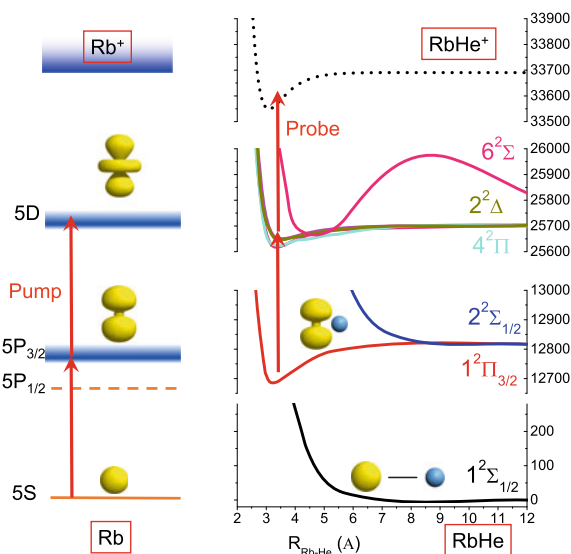 Rb⁺
5D
Pump
5P₃/₂
5P₁/₂
5S
Rb
RbHe⁺
33900
33800
33700
33600
33500
Probe
6²Σ
2²Δ
4²Π
26000
25900
25800
25700
25600
2²Σ₁/₂
1²Π₃/₂
13000
12900
12800
12700
1²Σ₁/₂
200
100
0
2 3 4 5 6 7 8 9 10 11 12
R_Rb-He (A)
RbHe